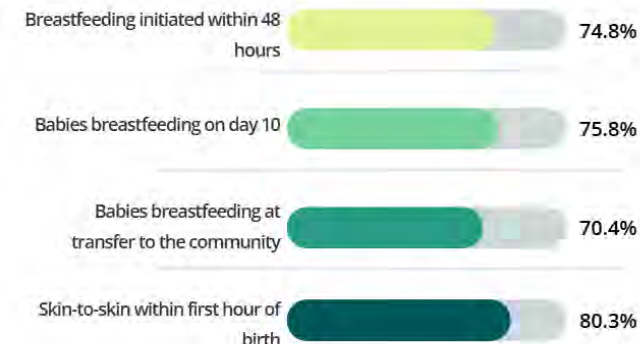 Breastfeeding initiated within 48
hours
74.8%
Babies breastfeeding on day 10
75.8%
Babies breastfeeding at
transfer to the community
70.4%
Skin-to-skin within first hour of
birth
80.3%